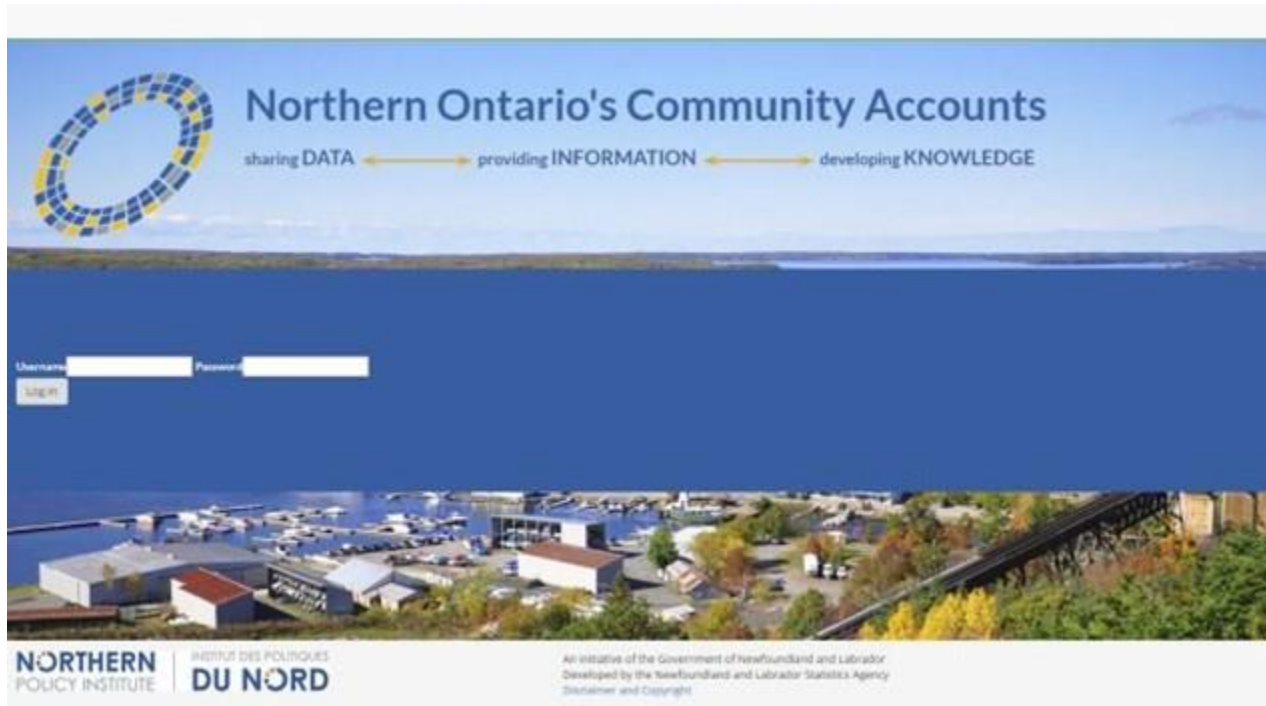 Northern Ontario's Community Accounts
sharing DATA providing INFORMATION developing KNOWLEDGE
Username Password
Log in
NORTHERN
POLICY INSTITUTE
INSTITUT DES POLITIQUES
DU NORD
An initiative of the Government of Newfoundland and Labrador
Developed by the Newfoundland and Labrador Statistics Agency
Disclaimer and Copyright